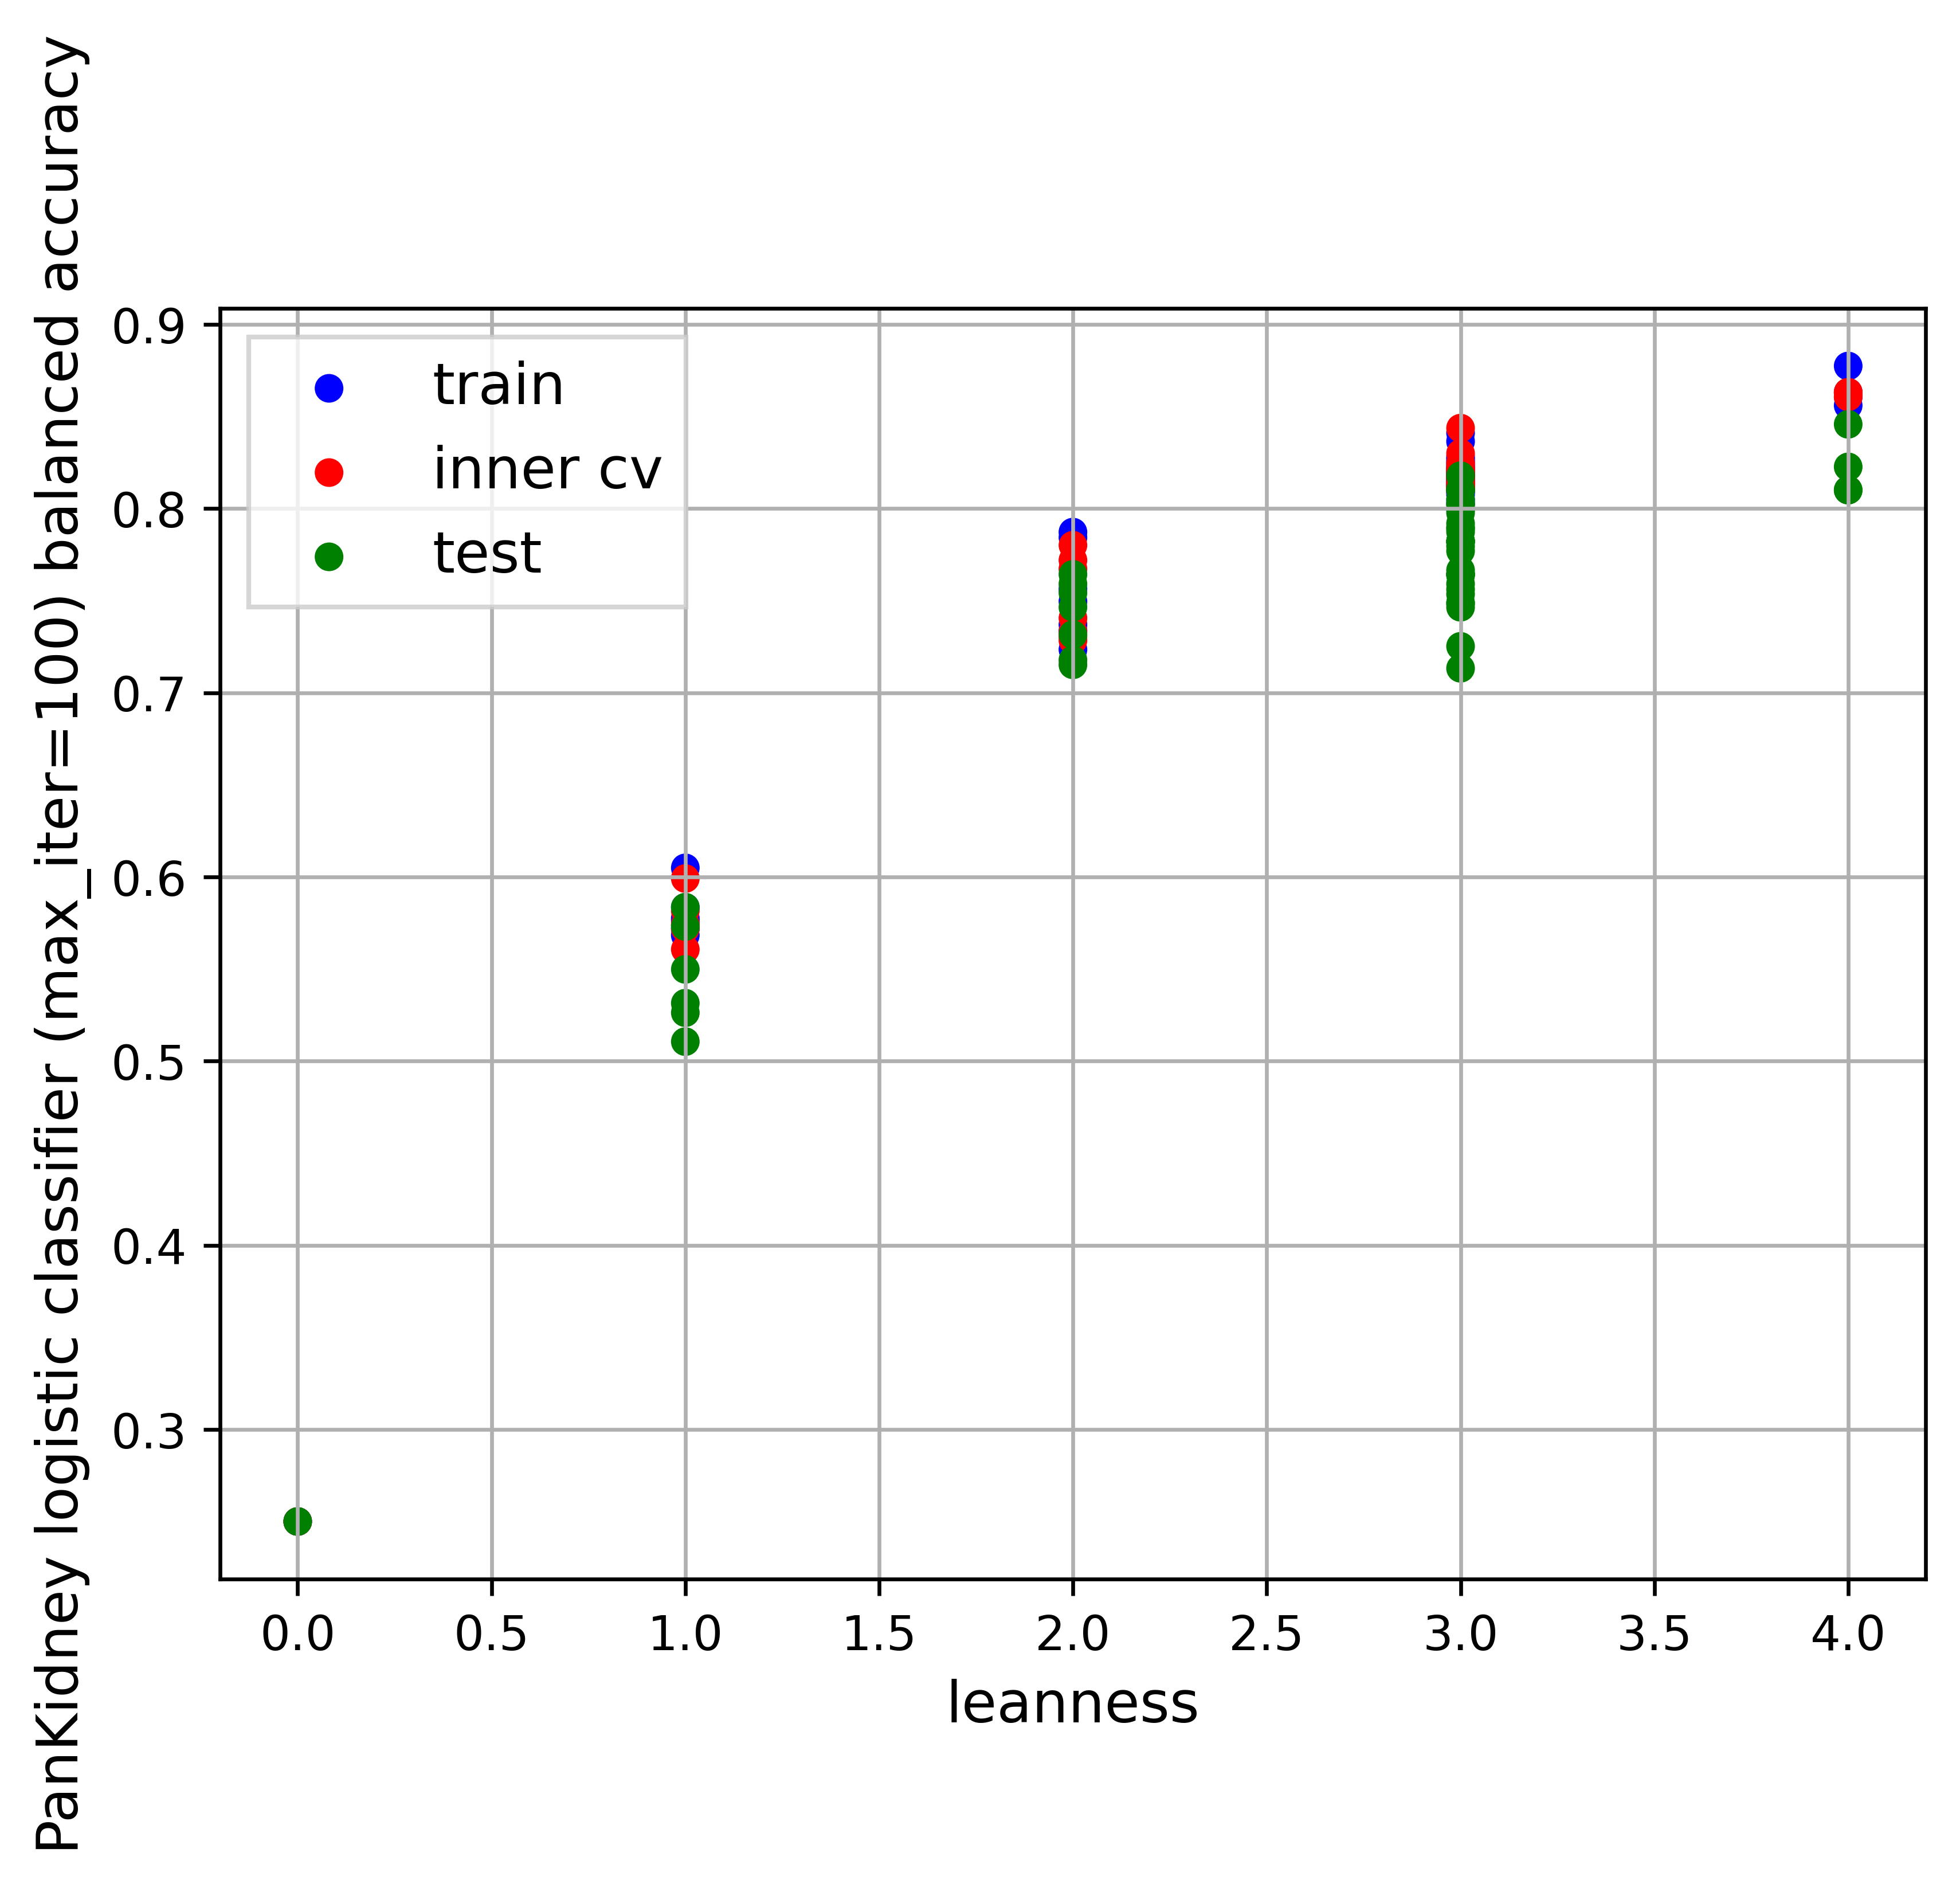 PanKidney logistic classifier (max_iter=100) balanced accuracy
0.9
0.8
0.7
0.6
0.5
0.4
0.3
train
inner cv
test
0.0 0.5 1.0 1.5 2.0 2.5 3.0 3.5 4.0
leanness